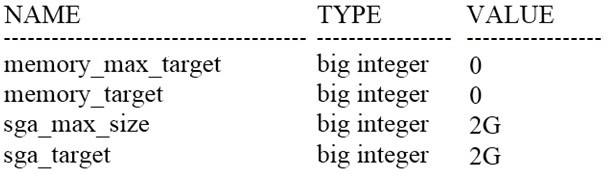 NAME TYPE VALUE
------------------------------------ ---------------- ----------------
memory_max_target big integer 0
memory_target big integer 0
sga_max_size big integer 2G
sga_target big integer 2G